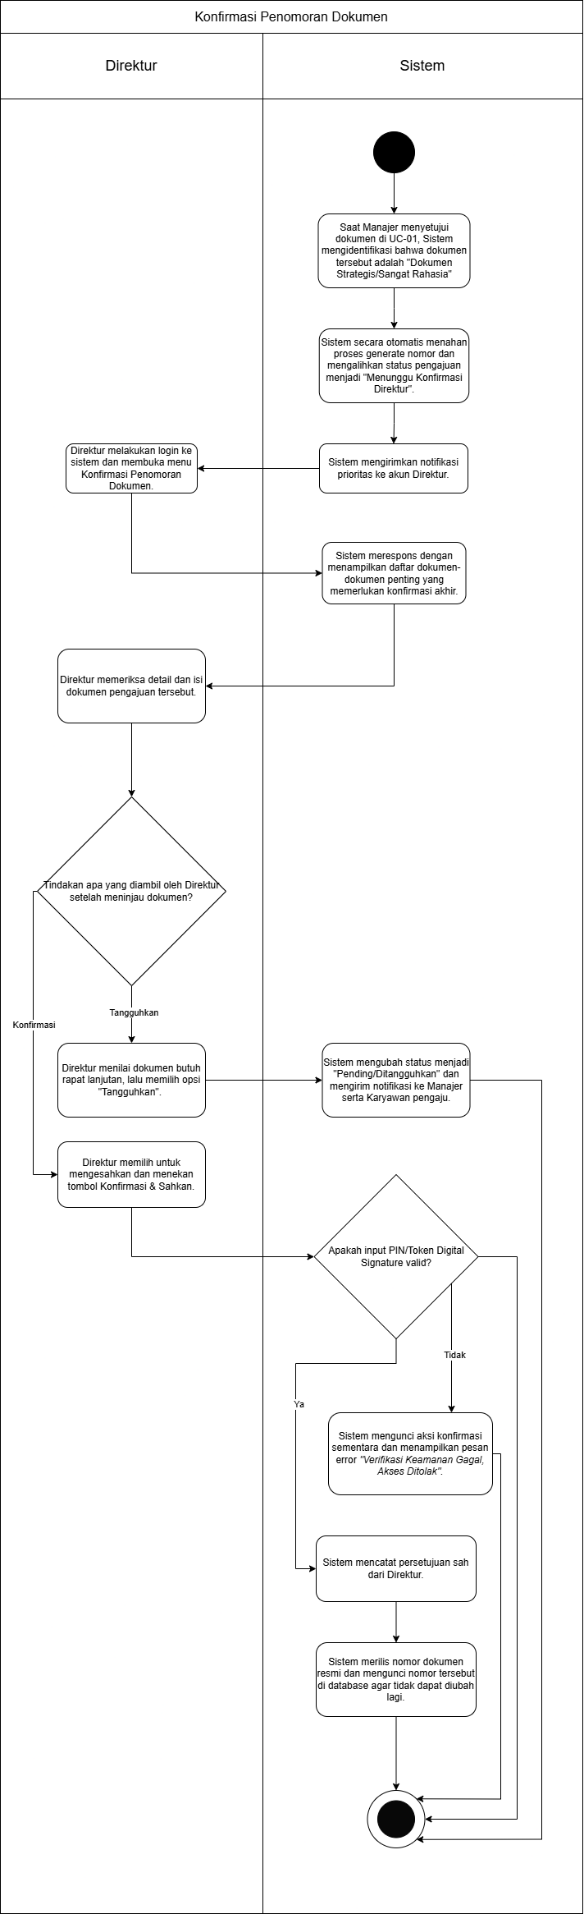 Konfirmasi Penomoran Dokumen
Direktur
Sistem
Saat Manajer menyetujui
dokumen di UC-01, Sistem
mengidentifikasi bahwa dokumen
tersebut adalah "Dokumen
Strategis/Sangat Rahasia"
Sistem secara otomatis menahan
proses generate nomor dan
mengalihkan status pengajuan
menjadi "Menunggu Konfirmasi
Direktur".
Sistem mengirimkan notifikasi
prioritas ke akun Direktur.
Direktur melakukan login ke
sistem dan membuka menu
Konfirmasi Penomoran
Dokumen.
Sistem merespons dengan
menampilkan daftar dokumen-
dokumen penting yang
memerlukan konfirmasi akhir.
Direktur memeriksa detail dan isi
dokumen pengajuan tersebut.
Tindakan apa yang diambil oleh Direktur
setelah meninjau dokumen?
Tangguhkan
Konfirmasi
Direktur menilai dokumen butuh
rapat lanjutan, lalu memilih opsi
"Tangguhkan".
Sistem mengubah status menjadi
"Pending/Ditangguhkan" dan
mengirim notifikasi ke Manajer
serta Karyawan pengaju.
Direktur memilih untuk
mengesahkan dan menekan
tombol Konfirmasi & Sahkan.
Apakah input PIN/Token Digital
Signature valid?
Tidak
Ya
Sistem mengunci aksi konfirmasi
sementara dan menampilkan pesan
error "Verifikasi Keamanan Gagal,
Akses Ditolak".
Sistem mencatat persetujuan sah
dari Direktur.
Sistem merilis nomor dokumen
resmi dan mengunci nomor tersebut
di database agar tidak dapat diubah
lagi.